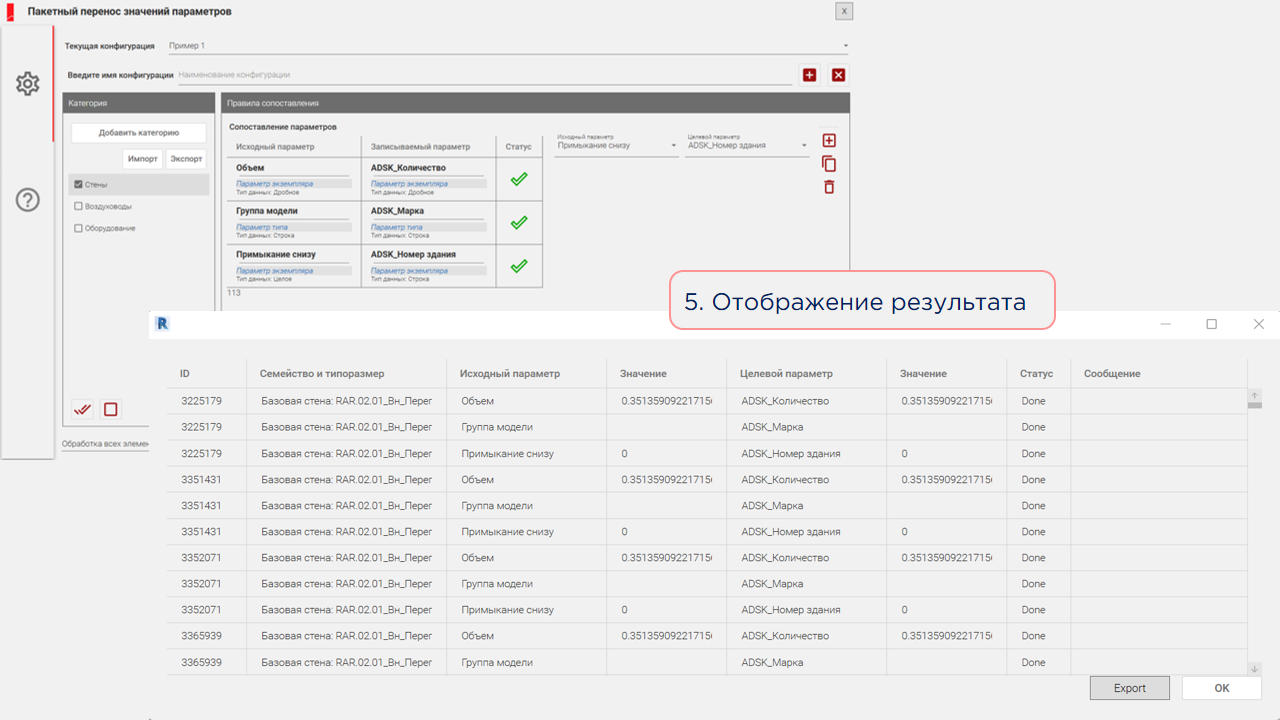 Пакетный перенос значений параметров
X
Текущая конфигурация Пример 1
Введите имя конфигурации Наименование конфигурации
Категория
Добавить категорию
Импорт Экспорт
Стены
Воздуховоды
Оборудование
Правила сопоставления
Сопоставление параметров
Исходный параметр Записываемый параметр Статус
Объем ADSK_Количество
Параметр экземпляра Параметр экземпляра
Тип данных: Дробное Тип данных: Дробное
Группа модели ADSK_Марка
Параметр типа Параметр типа
Тип данных: Строка Тип данных: Строка
Примыкание снизу ADSK_Номер здания
Параметр экземпляра Параметр экземпляра
Тип данных: Целое Тип данных: Строка
113
Исходный параметр Целевой параметр
Примыкание снизу ADSK_Номер здания
Обработка всех элемен
5. Отображение результата
R
ID Семейство и типоразмер Исходный параметр Значение Целевой параметр Значение Статус Сообщение
3225179 Базовая стена: RAR.02.01_Вн_Перег Объем 0.35135909221715 ADSK_Количество 0.35135909221715 Done
3225179 Базовая стена: RAR.02.01_Вн_Перег Группа модели ADSK_Марка Done
3225179 Базовая стена: RAR.02.01_Вн_Перег Примыкание снизу 0 ADSK_Номер здания 0 Done
3351431 Базовая стена: RAR.02.01_Вн_Перег Объем 0.35135909221715 ADSK_Количество 0.35135909221715 Done
3351431 Базовая стена: RAR.02.01_Вн_Перег Группа модели ADSK_Марка Done
3351431 Базовая стена: RAR.02.01_Вн_Перег Примыкание снизу 0 ADSK_Номер здания 0 Done
3352071 Базовая стена: RAR.02.01_Вн_Перег Объем 0.35135909221715 ADSK_Количество 0.35135909221715 Done
3352071 Базовая стена: RAR.02.01_Вн_Перег Группа модели ADSK_Марка Done
3352071 Базовая стена: RAR.02.01_Вн_Перег Примыкание снизу 0 ADSK_Номер здания 0 Done
3365939 Базовая стена: RAR.02.01_Вн_Перег Объем 0.35135909221715 ADSK_Количество 0.35135909221715 Done
3365939 Базовая стена: RAR.02.01_Вн_Перег Группа модели ADSK_Марка Done
Export OK